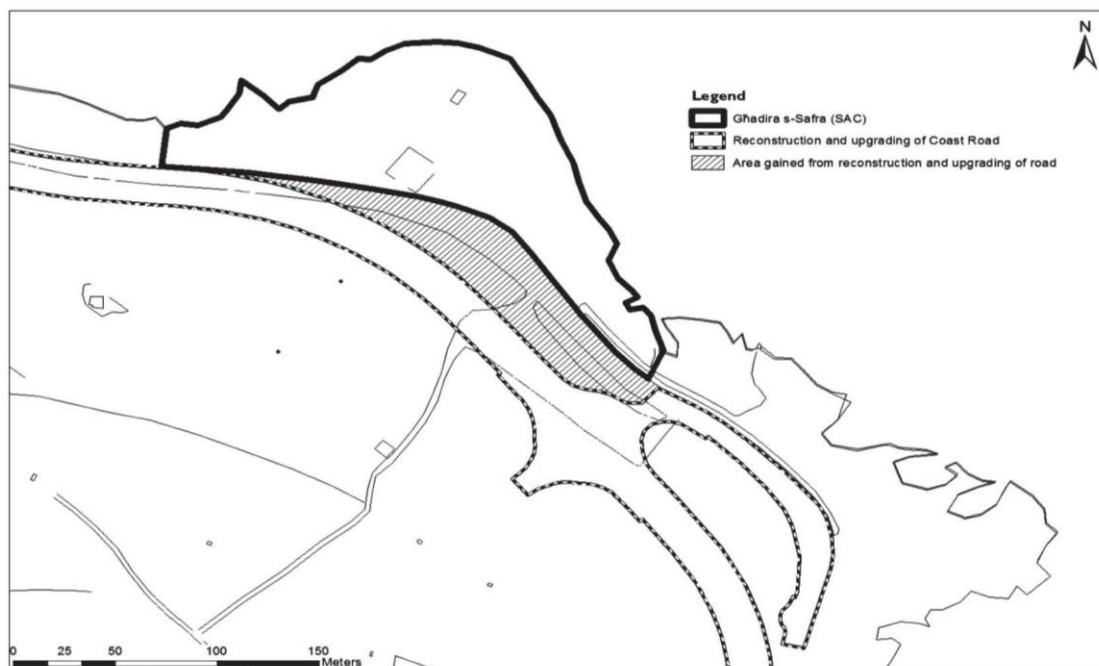 N
Legend
Għadira s-Safra (SAC)
Reconstruction and upgrading of Coast Road
Area gained from reconstruction and upgrading of road
0 25 50 100 150
Meters